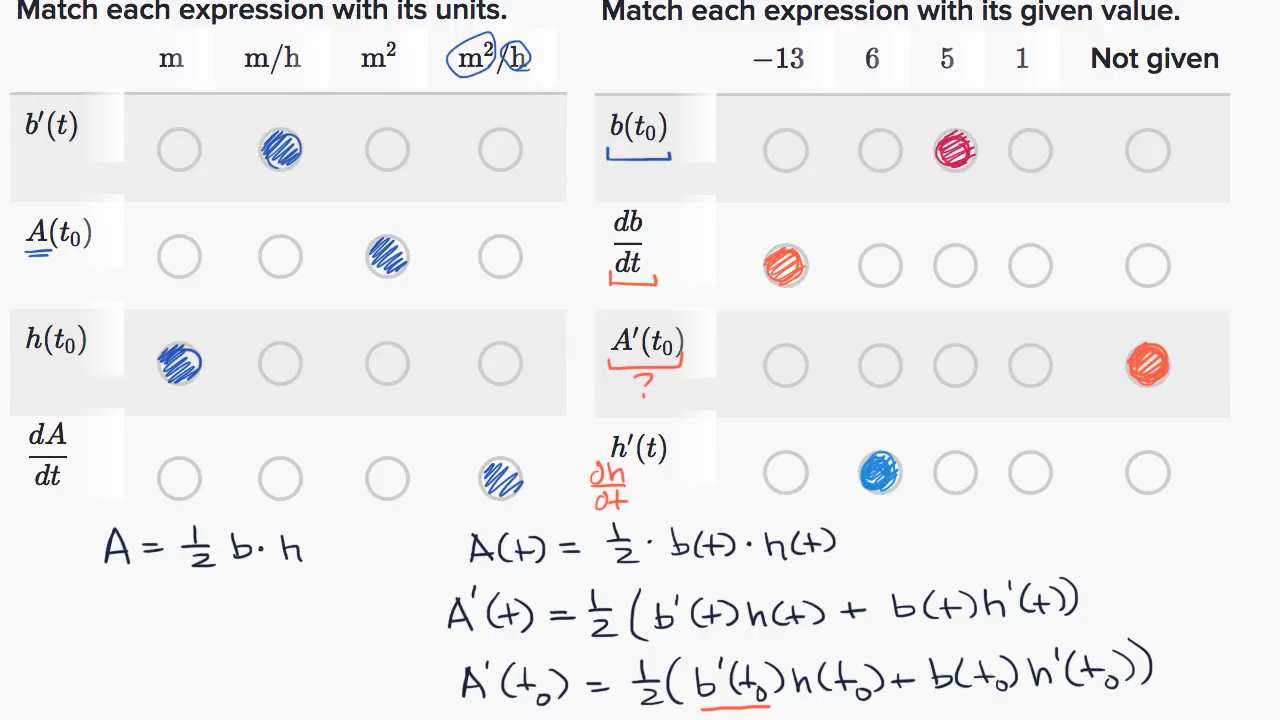 Match each expression with its units.
m m/h m² m²/h
b′(t)
A(t₀)
h(t₀)
dA
dt
Match each expression with its given value.
−13 6 5 1 Not given
b(t₀)
db
dt
A′(t₀)
?
h′(t)
dh
dt
A = 1/2 b · h
A(t) = 1/2 · b(t) · h(t)
A′(t) = 1/2 (b′(t)h(t) + b(t)h′(t))
A′(t₀) = 1/2 (b′(t₀)h(t₀) + b(t₀)h′(t₀))